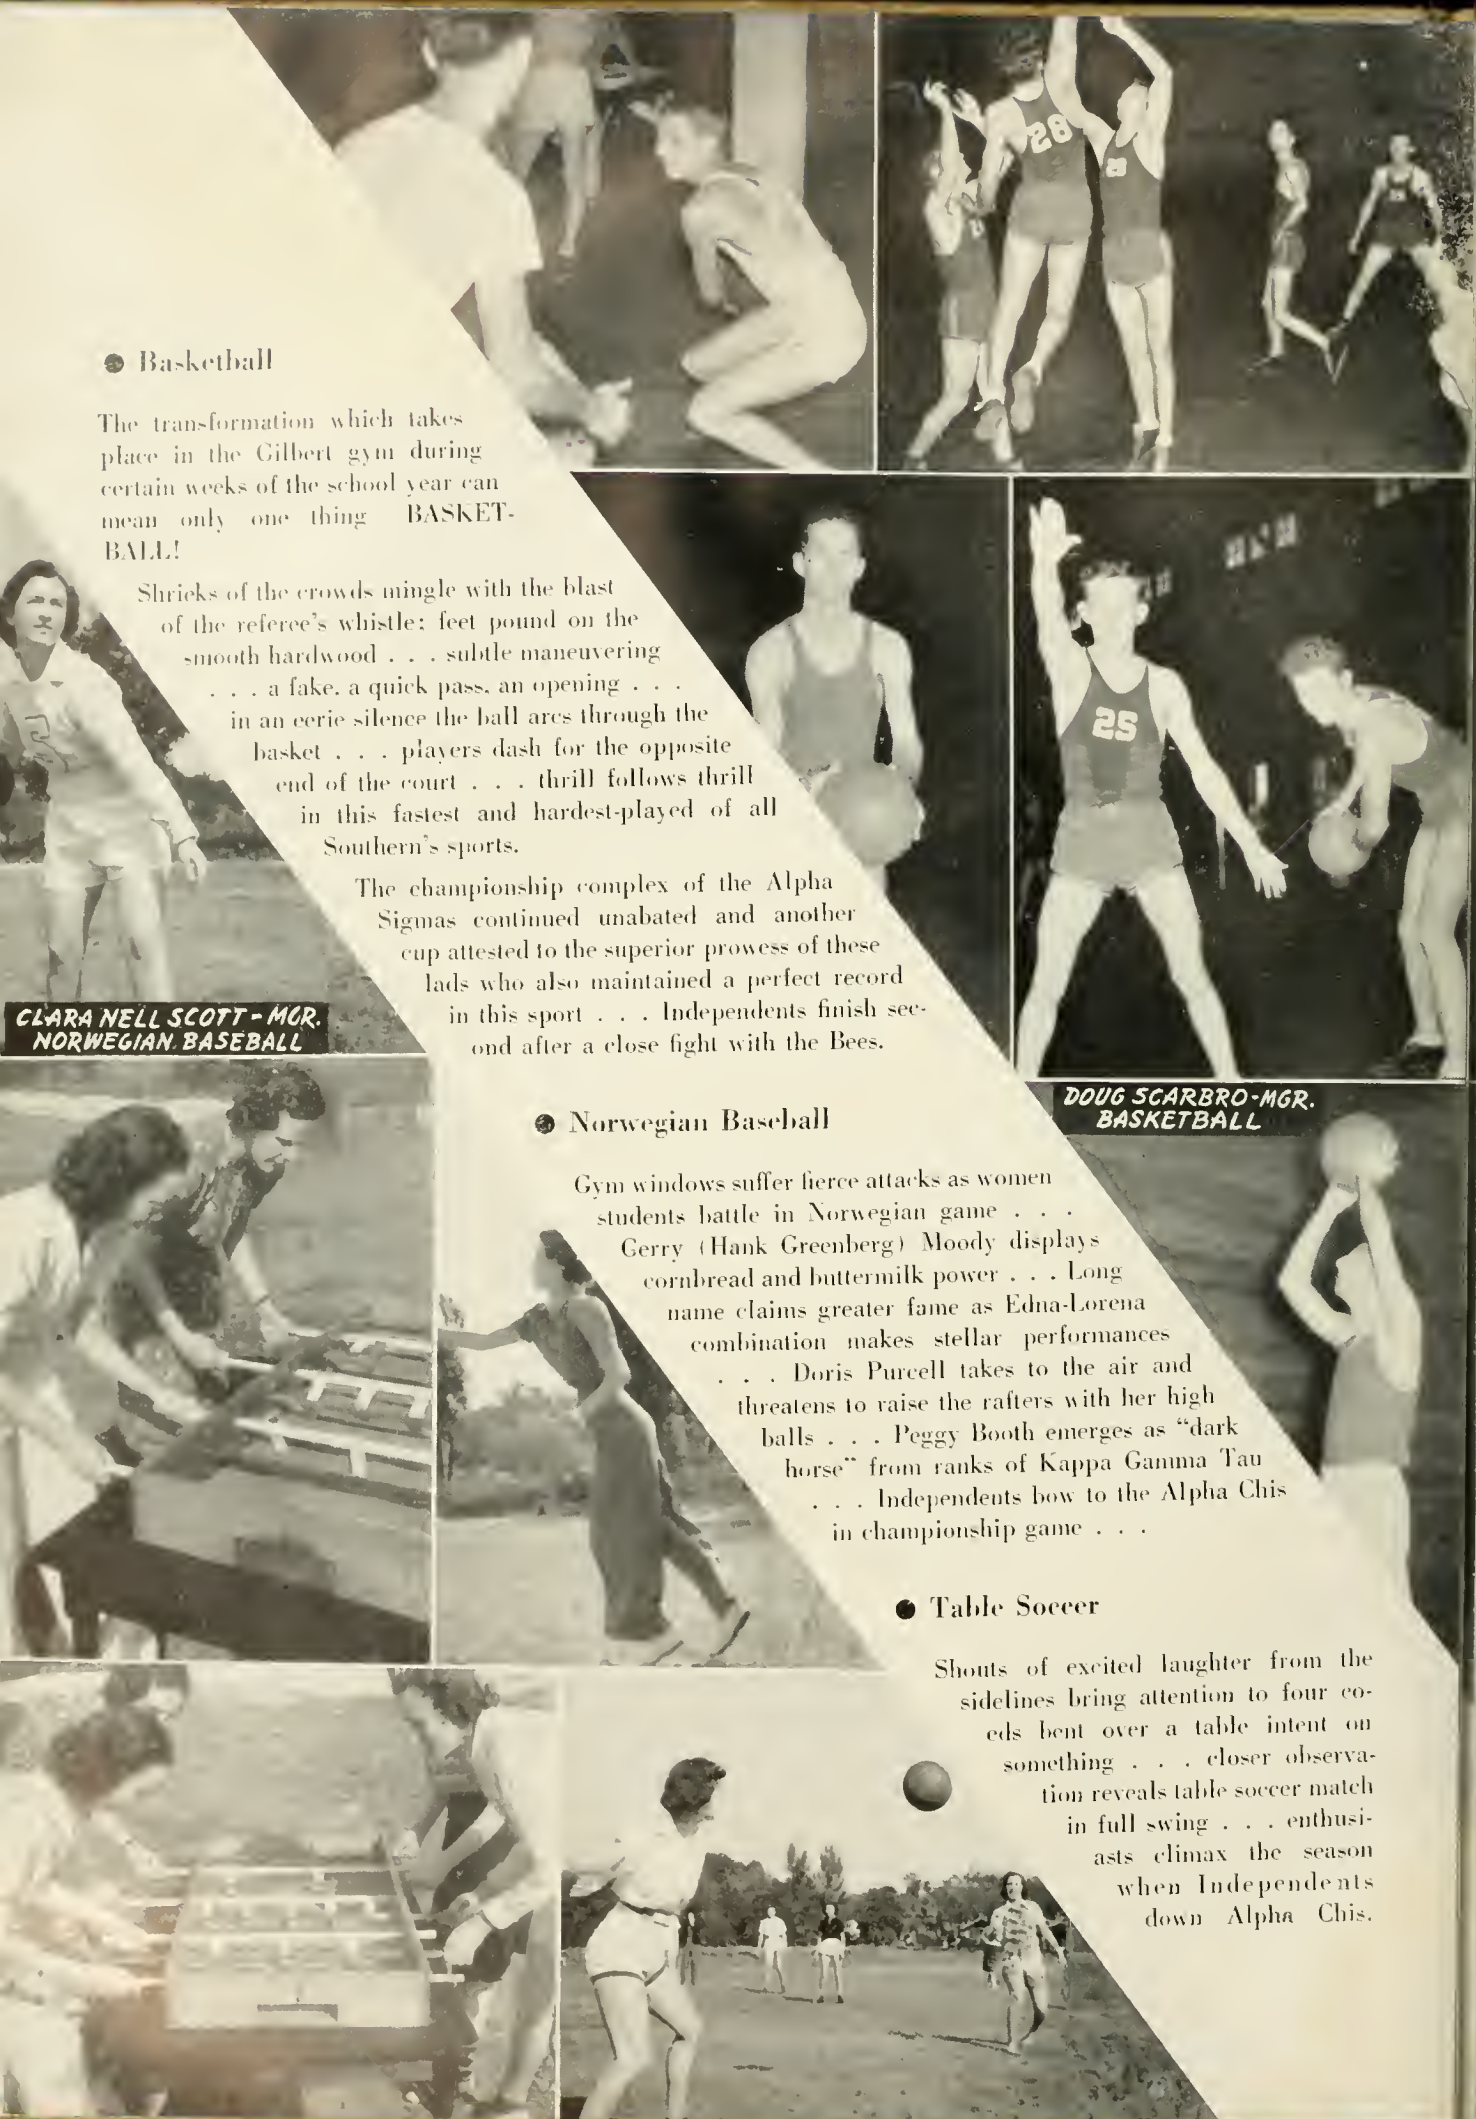 ● Basketball
The transformation which takes
place in the Gilbert gym during
certain weeks of the school year can
mean only one thing BASKET-
BALL!
Shrieks of the crowds mingle with the blast
of the referee's whistle; feet pound on the
smooth hardwood . . . subtle maneuvering
. . . a fake, a quick pass, an opening . . .
in an eerie silence the ball arcs through the
basket . . . players dash for the opposite
end of the court . . . thrill follows thrill
in this fastest and hardest-played of all
Southern's sports.
The championship complex of the Alpha
Sigmas continued unabated and another
cup attested to the superior prowess of these
lads who also maintained a perfect record
in this sport . . . Independents finish sec-
ond after a close fight with the Bees.
CLARA NELL SCOTT - MGR.
NORWEGIAN BASEBALL
28
25
DOUG SCARBRO - MGR.
BASKETBALL
● Norwegian Baseball
Gym windows suffer fierce attacks as women
students battle in Norwegian game . . .
Gerry (Hank Greenberg) Moody displays
cornbread and buttermilk power . . . Long
name claims greater fame as Edna-Lorena
combination makes stellar performances
. . . Doris Purcell takes to the air and
threatens to raise the rafters with her high
balls . . . Peggy Booth emerges as "dark
horse" from ranks of Kappa Gamma Tau
. . . Independents bow to the Alpha Chis
in championship game . . .
● Table Soccer
Shouts of excited laughter from the
sidelines bring attention to four co-
eds bent over a table intent on
something . . . closer observa-
tion reveals table soccer match
in full swing . . . enthusi-
asts climax the season
when Independents
down Alpha Chis.